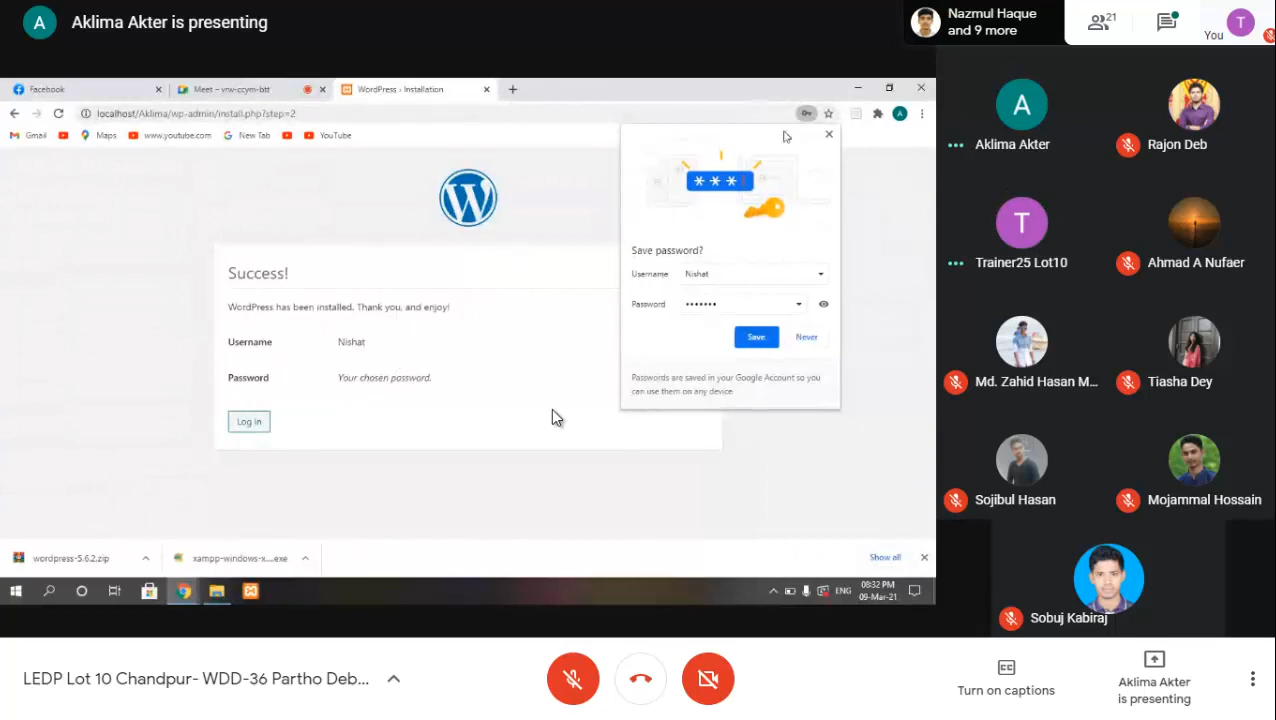 A
Aklima Akter is presenting
Nazmul Haque
and 9 more
21
You
T
Facebook
Meet – vrw-ccym-btt
WordPress › Installation
localhost/Aklima/wp-admin/install.php?step=2
A
Gmail
Maps
www.youtube.com
New Tab
YouTube
***
Save password?
Username
Nishat
Password
•••••••
Save
Never
Passwords are saved in your Google Account so you
can use them on any device
W
Success!
WordPress has been installed. Thank you, and enjoy!
Username
Nishat
Password
Your chosen password.
Log In
wordpress-5.6.2.zip
xampp-windows-x....exe
Show all
ENG
08:32 PM
09-Mar-21
A
Aklima Akter
Rajon Deb
T
Trainer25 Lot10
Ahmad A Nufaer
Md. Zahid Hasan M...
Tiasha Dey
Sojibul Hasan
Mojammal Hossain
Sobuj Kabiraj
LEDP Lot 10 Chandpur- WDD-36 Partho Deb...
CC
Turn on captions
Aklima Akter
is presenting